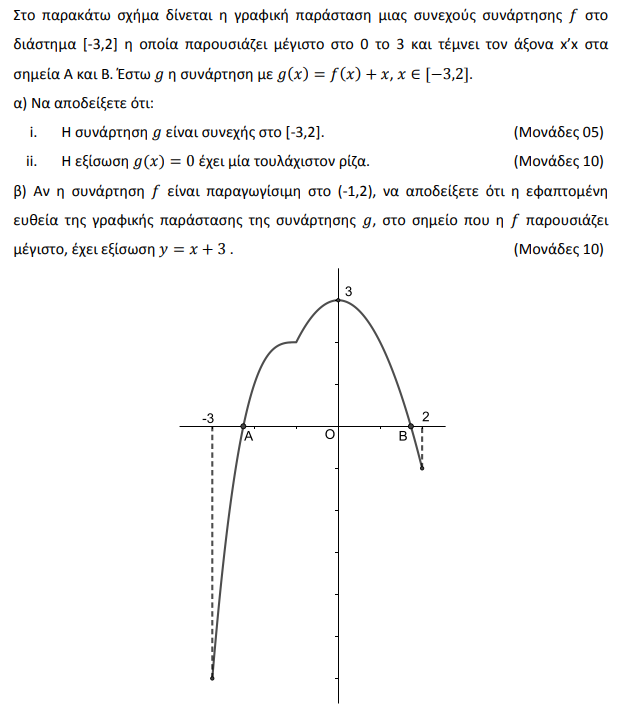 Στο παρακάτω σχήμα δίνεται η γραφική παράσταση μιας συνεχούς συνάρτησης f στο
διάστημα [-3,2] η οποία παρουσιάζει μέγιστο στο 0 το 3 και τέμνει τον άξονα x’x στα
σημεία Α και Β. Έστω g η συνάρτηση με g(x) = f(x) + x, x ∈ [−3,2].
α) Να αποδείξετε ότι:
i. Η συνάρτηση g είναι συνεχής στο [-3,2]. (Μονάδες 05)
ii. Η εξίσωση g(x) = 0 έχει μία τουλάχιστον ρίζα. (Μονάδες 10)
β) Αν η συνάρτηση f είναι παραγωγίσιμη στο (-1,2), να αποδείξετε ότι η εφαπτομένη
ευθεία της γραφικής παράστασης της συνάρτησης g, στο σημείο που η f παρουσιάζει
μέγιστο, έχει εξίσωση y = x + 3 . (Μονάδες 10)
3
-3 2
A O B